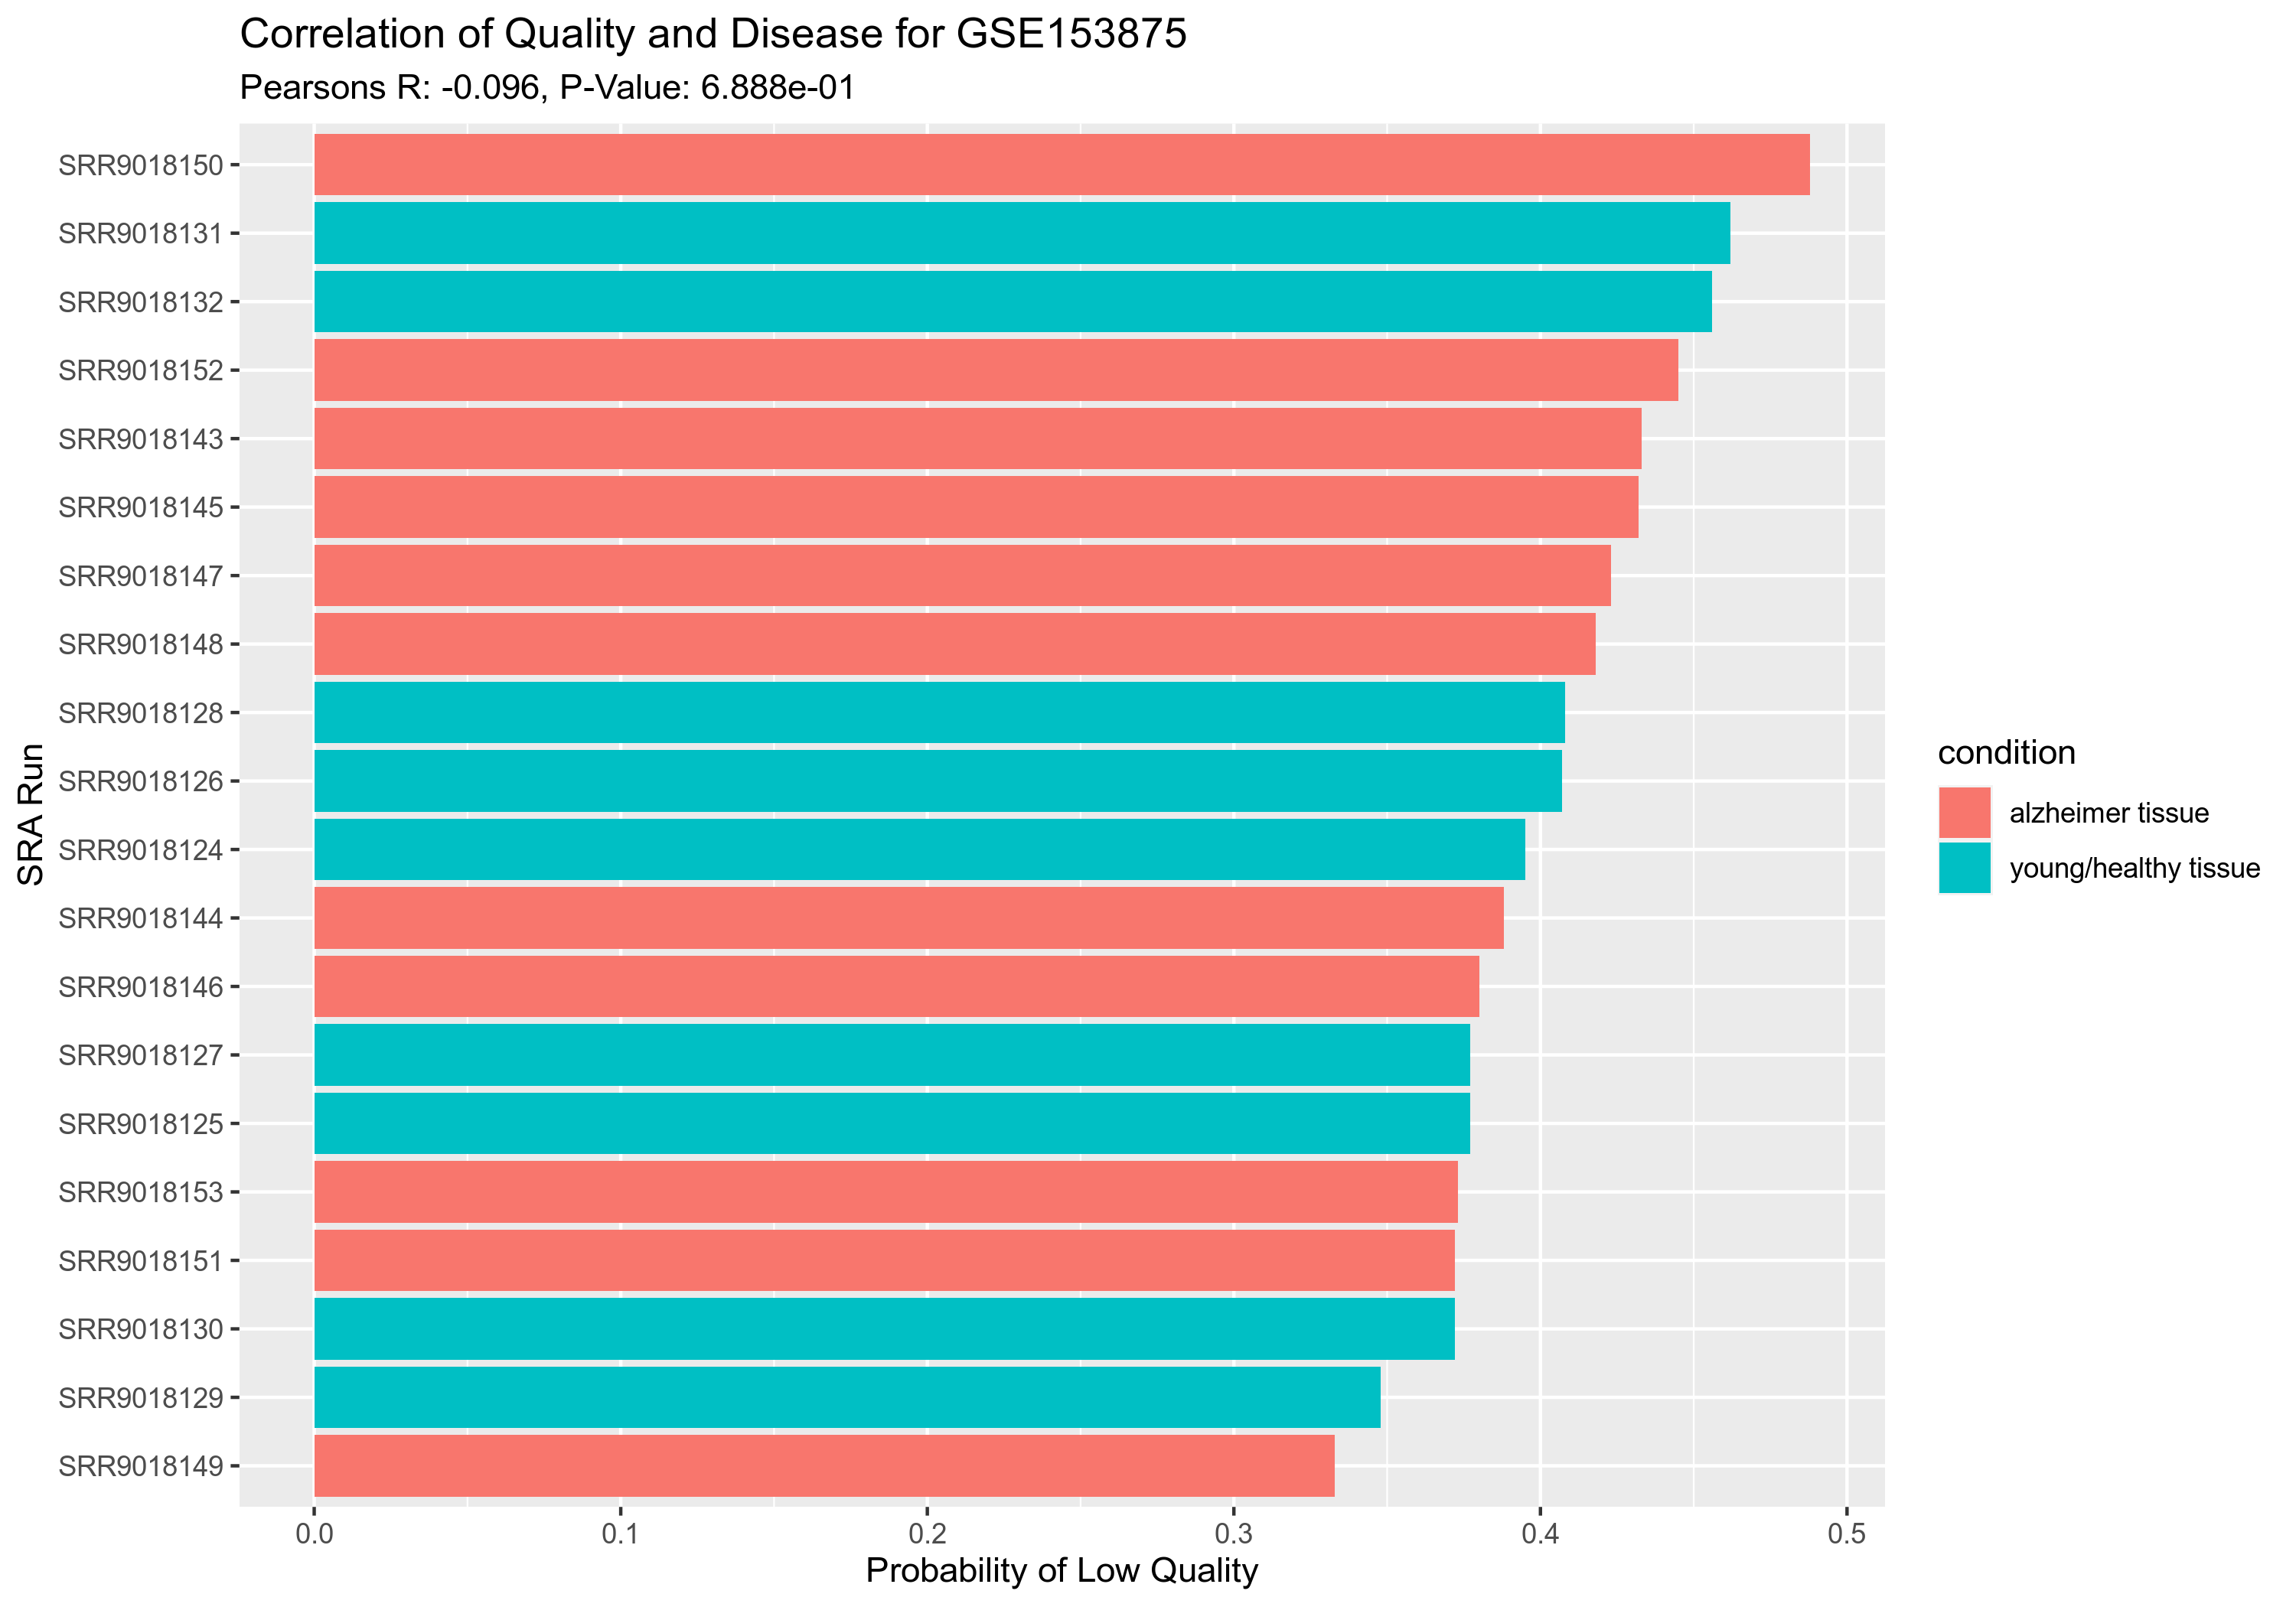 Correlation of Quality and Disease for GSE153875
Pearsons R: -0.096, P-Value: 6.888e-01
SRA Run
SRR9018150
SRR9018131
SRR9018132
SRR9018152
SRR9018143
SRR9018145
SRR9018147
SRR9018148
SRR9018128
SRR9018126
SRR9018124
SRR9018144
SRR9018146
SRR9018127
SRR9018125
SRR9018153
SRR9018151
SRR9018130
SRR9018129
SRR9018149
0.0 0.1 0.2 0.3 0.4 0.5
Probability of Low Quality
condition
alzheimer tissue
young/healthy tissue